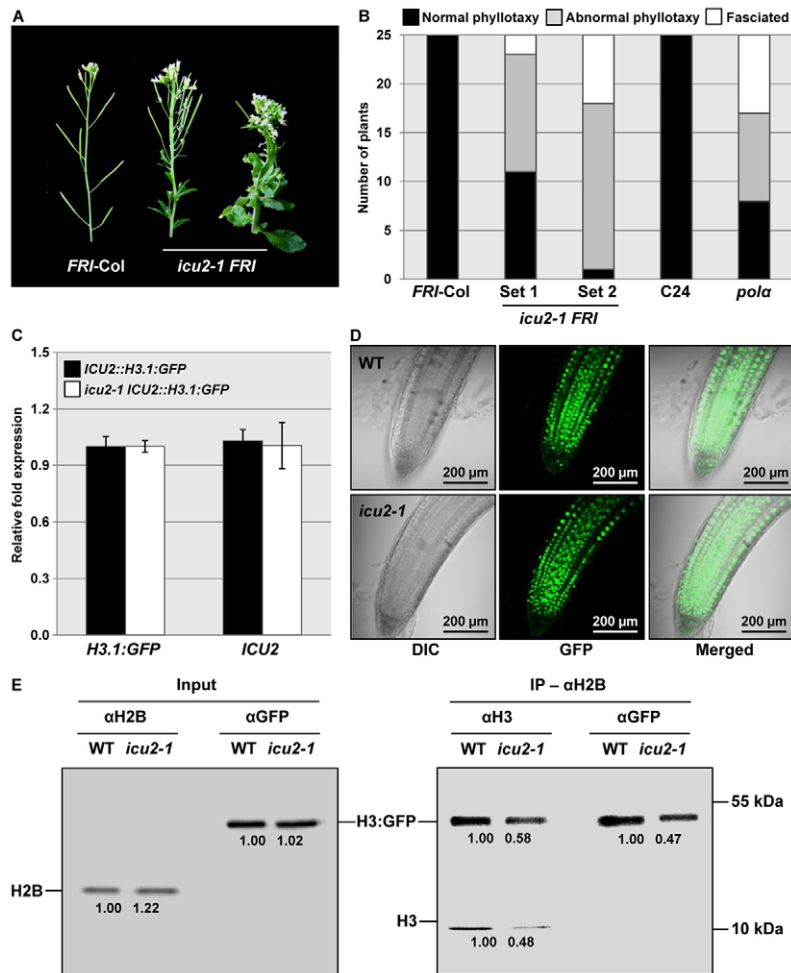 A
FRI-Col
icu2-1 FRI
B
Normal phyllotaxy Abnormal phyllotaxy Fasciated
Number of plants
25
20
15
10
5
0
FRI-Col Set 1 Set 2 C24 polα
icu2-1 FRI
C
Relative fold expression
1.5
1.2
0.9
0.6
0.3
0.0
ICU2::H3.1:GFP
icu2-1 ICU2::H3.1:GFP
H3.1:GFP ICU2
D
WT
200 µm 200 µm 200 µm
icu2-1
200 µm 200 µm 200 µm
DIC GFP Merged
E
Input
αH2B αGFP
WT icu2-1 WT icu2-1
1.00 1.02
H2B
1.00 1.22
H3:GFP
H3
IP – αH2B
αH3 αGFP
WT icu2-1 WT icu2-1
55 kDa
1.00 0.58 1.00 0.47
10 kDa
1.00 0.48